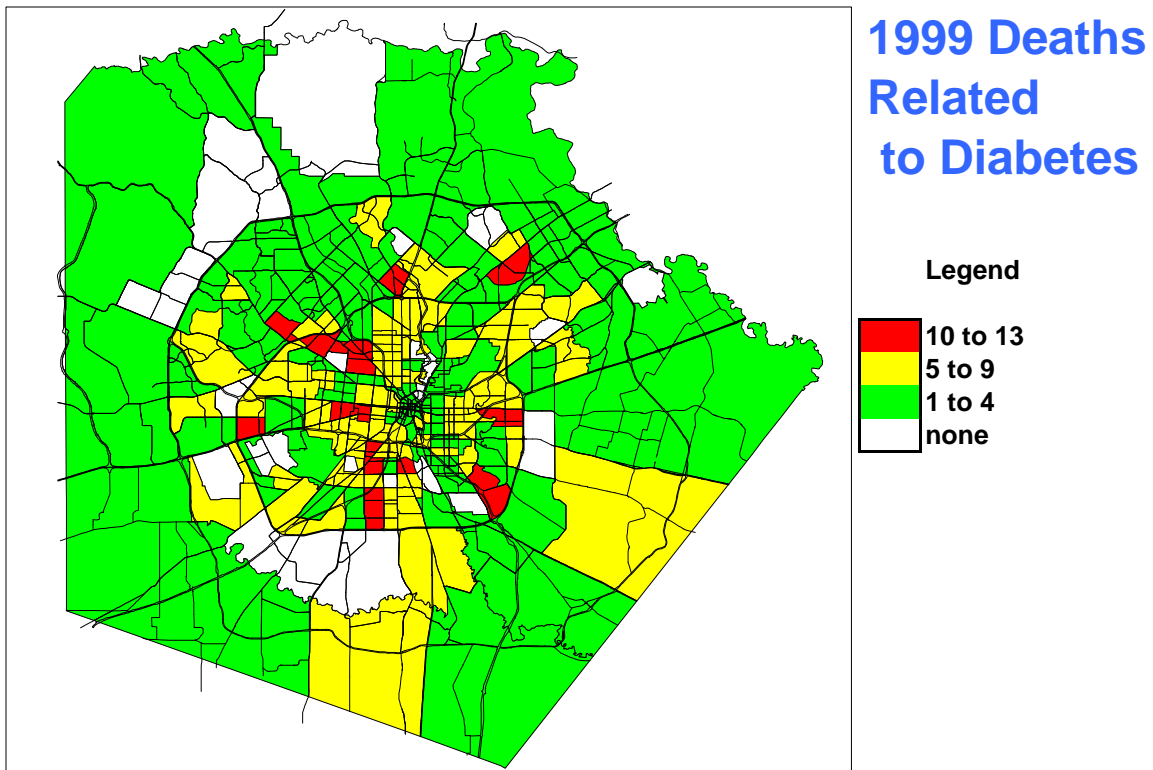 1999 Deaths
Related
to Diabetes
Legend
10 to 13
5 to 9
1 to 4
none